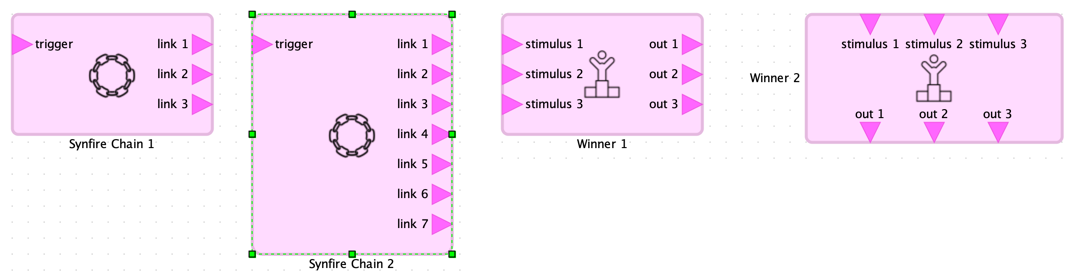 trigger
link 1
link 2
link 3
Synfire Chain 1
trigger
link 1
link 2
link 3
link 4
link 5
link 6
link 7
Synfire Chain 2
stimulus 1 out 1
stimulus 2 out 2
stimulus 3 out 3
Winner 1
Winner 2
stimulus 1 stimulus 2 stimulus 3
out 1 out 2 out 3